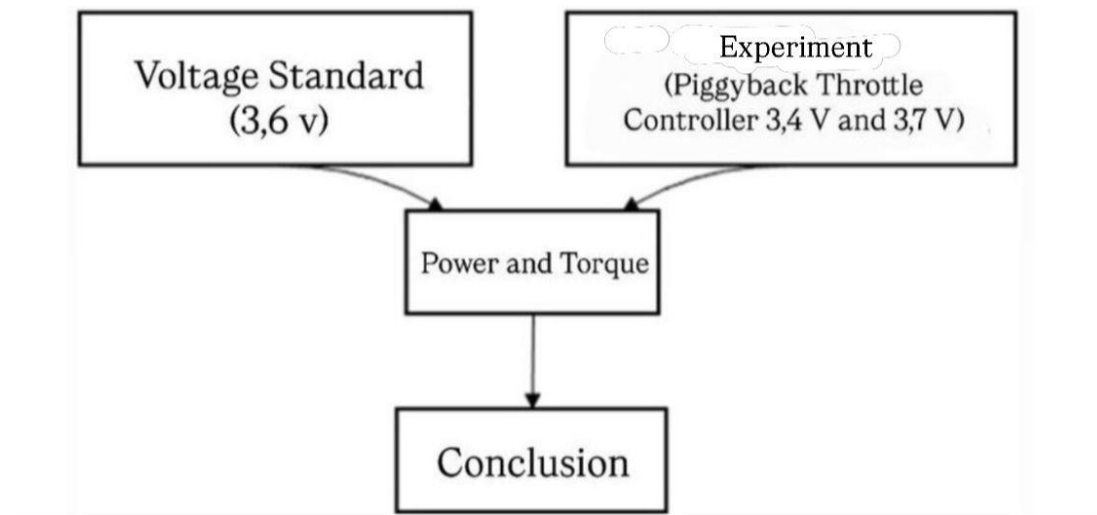 Voltage Standard
(3,6 v)
Experiment
(Piggyback Throttle
Controller 3,4 V and 3,7 V)
Power and Torque
Conclusion